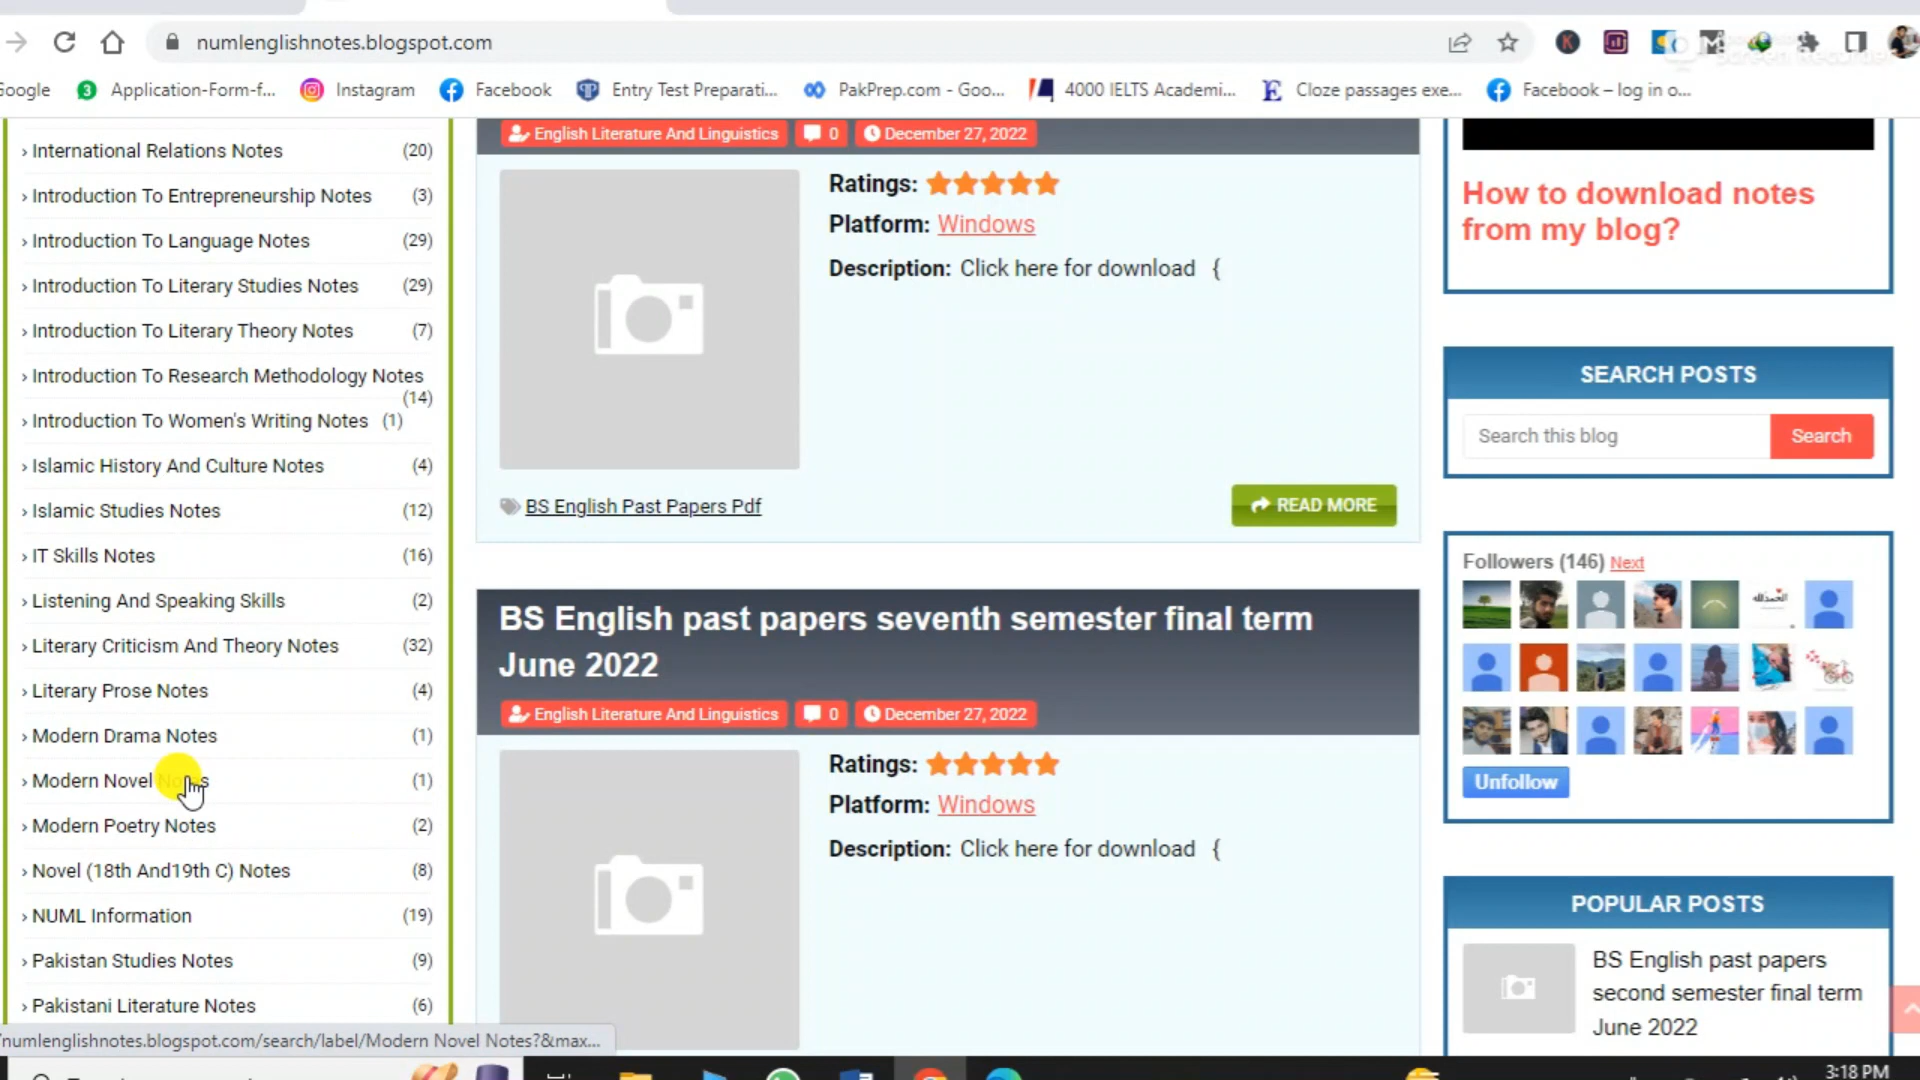 numlenglishnotes.blogspot.com
Google
Application-Form-f...
Instagram
Facebook
Entry Test Preparati...
PakPrep.com - Goo...
4000 IELTS Academi...
Cloze passages exe...
Facebook – log in o...
› International Relations Notes (20)
› Introduction To Entrepreneurship Notes (3)
› Introduction To Language Notes (29)
› Introduction To Literary Studies Notes (29)
› Introduction To Literary Theory Notes (7)
› Introduction To Research Methodology Notes
(14)
› Introduction To Women's Writing Notes (1)
› Islamic History And Culture Notes (4)
› Islamic Studies Notes (12)
› IT Skills Notes (16)
› Listening And Speaking Skills (2)
› Literary Criticism And Theory Notes (32)
› Literary Prose Notes (4)
› Modern Drama Notes (1)
› Modern Novel Notes (1)
› Modern Poetry Notes (2)
› Novel (18th And19th C) Notes (8)
› NUML Information (19)
› Pakistan Studies Notes (9)
› Pakistani Literature Notes (6)
numlenglishnotes.blogspot.com/search/label/Modern Novel Notes?&max...
English Literature And Linguistics 0 December 27, 2022
Ratings:
Platform: Windows
Description: Click here for download {
BS English Past Papers Pdf
READ MORE
BS English past papers seventh semester final term
June 2022
English Literature And Linguistics 0 December 27, 2022
Ratings:
Platform: Windows
Description: Click here for download {
How to download notes
from my blog?
SEARCH POSTS
Search this blog
Search
Followers (146) Next
الحمدلله
Unfollow
POPULAR POSTS
BS English past papers
second semester final term
June 2022
3:18 PM